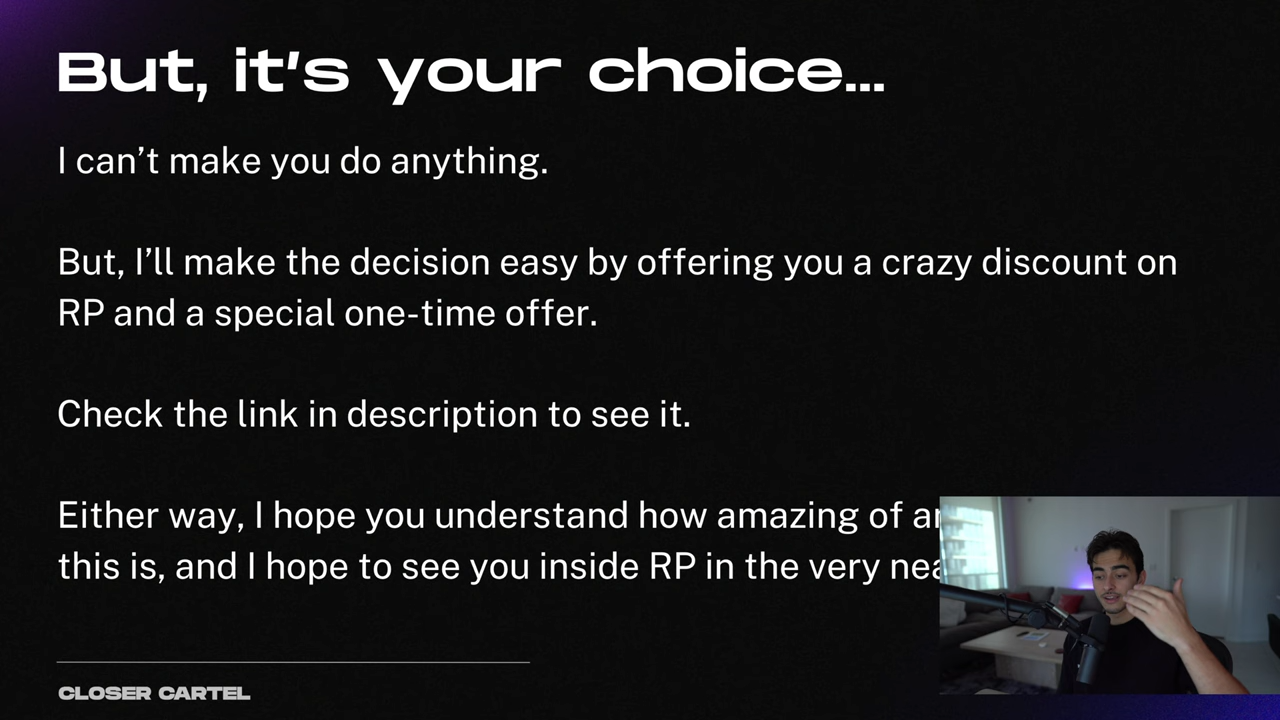 But, it's your choice...
I can’t make you do anything.
But, I’ll make the decision easy by offering you a crazy discount on
RP and a special one-time offer.
Check the link in description to see it.
Either way, I hope you understand how amazing of
this is, and I hope to see you inside RP in the very
CLOSER CARTEL